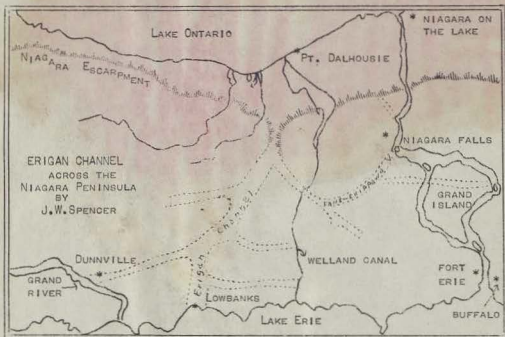 LAKE ONTARIO
NIAGARA ON
THE LAKE
NIAGARA ESCARPMENT
PT. DALHOUSIE
NIAGARA FALLS
ERIGAN CHANNEL
ACROSS THE
NIAGARA PENINSULA
BY
J.W. SPENCER
GRAND
ISLAND
Erigan Channel
DUNNVILLE
WELLAND CANAL
GRAND
RIVER
FORT
ERIE
LOWBANKS
LAKE ERIE
BUFFALO